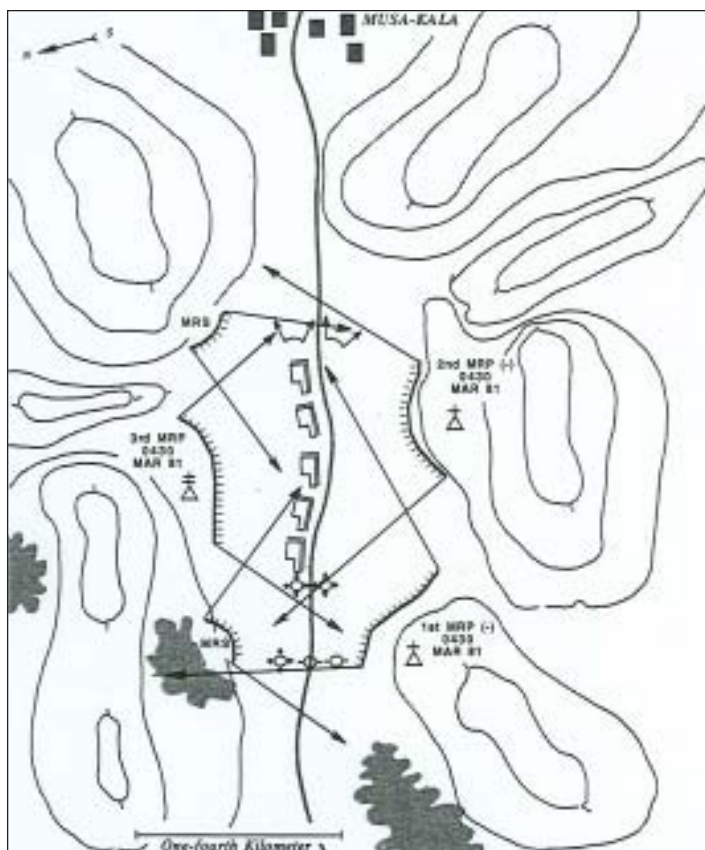 MUSA-KALA
N S
MRS
2nd MRP (-)
0430
MAR 81
3rd MRP
0430
MAR 81
MRS
1st MRP (-)
0430
MAR 81
One-fourth Kilometer